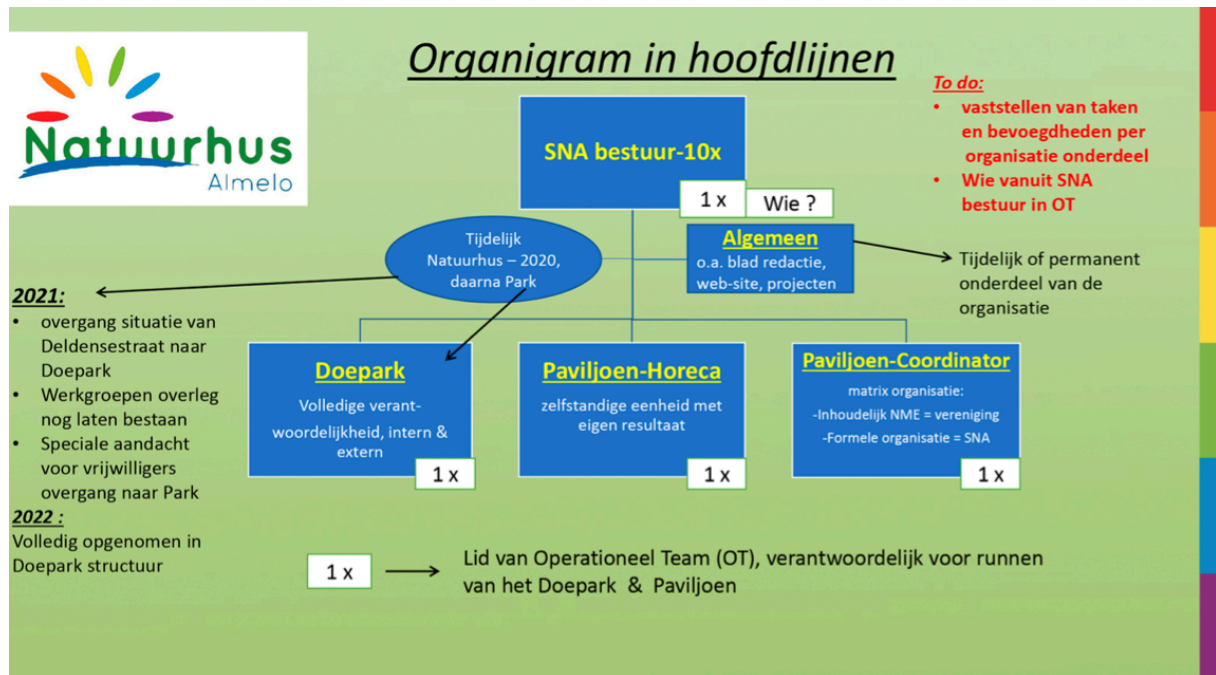 Natuurhus
Almelo
Organigram in hoofdlijnen
To do:
• vaststellen van taken
en bevoegdheden per
organisatie onderdeel
• Wie vanuit SNA
bestuur in OT
SNA bestuur-10x
1 x
Wie ?
Tijdelijk
Natuurhus – 2020,
daarna Park
Algemeen
o.a. blad redactie,
web-site, projecten
Tijdelijk of permanent
onderdeel van de
organisatie
2021:
• overgang situatie van
Deldensestraat naar
Doepark
• Werkgroepen overleg
nog laten bestaan
• Speciale aandacht
voor vrijwilligers
overgang naar Park
2022 :
Volledig opgenomen in
Doepark structuur
Doepark
Volledige verant-
woordelijkheid, intern &
extern
1 x
Paviljoen-Horeca
zelfstandige eenheid met
eigen resultaat
1 x
Paviljoen-Coordinator
matrix organisatie:
-Inhoudelijk NME = vereniging
-Formele organisatie = SNA
1 x
1 x
Lid van Operationeel Team (OT), verantwoordelijk voor runnen
van het Doepark & Paviljoen